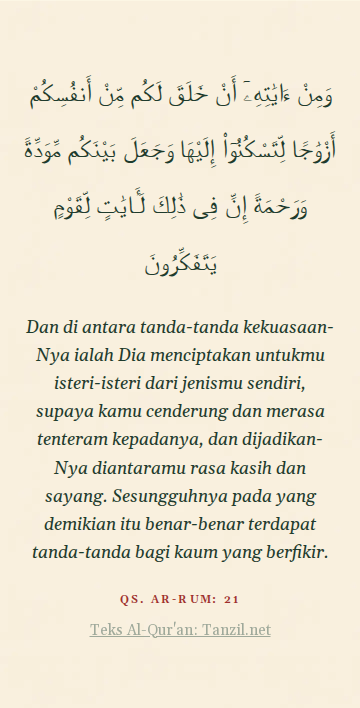 وَمِنْ ءَايَٰتِهِۦٓ أَنْ خَلَقَ لَكُم مِّنْ أَنفُسِكُمْ
أَزْوَٰجًا لِّتَسْكُنُوٓا۟ إِلَيْهَا وَجَعَلَ بَيْنَكُم مَّوَدَّةً
وَرَحْمَةً إِنَّ فِى ذَٰلِكَ لَءَايَٰتٍ لِّقَوْمٍ
يَتَفَكَّرُونَ
Dan di antara tanda-tanda kekuasaan-
Nya ialah Dia menciptakan untukmu
isteri-isteri dari jenismu sendiri,
supaya kamu cenderung dan merasa
tenteram kepadanya, dan dijadikan-
Nya diantaramu rasa kasih dan
sayang. Sesungguhnya pada yang
demikian itu benar-benar terdapat
tanda-tanda bagi kaum yang berfikir.
QS. AR-RUM: 21
Teks Al-Qur'an: Tanzil.net